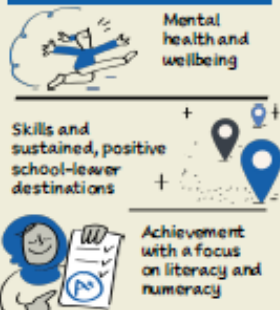 Mental
health and
wellbeing
Skills and
sustained, positive
school-leaver
destinations
Achievement
with a focus
on literacy and
numeracy